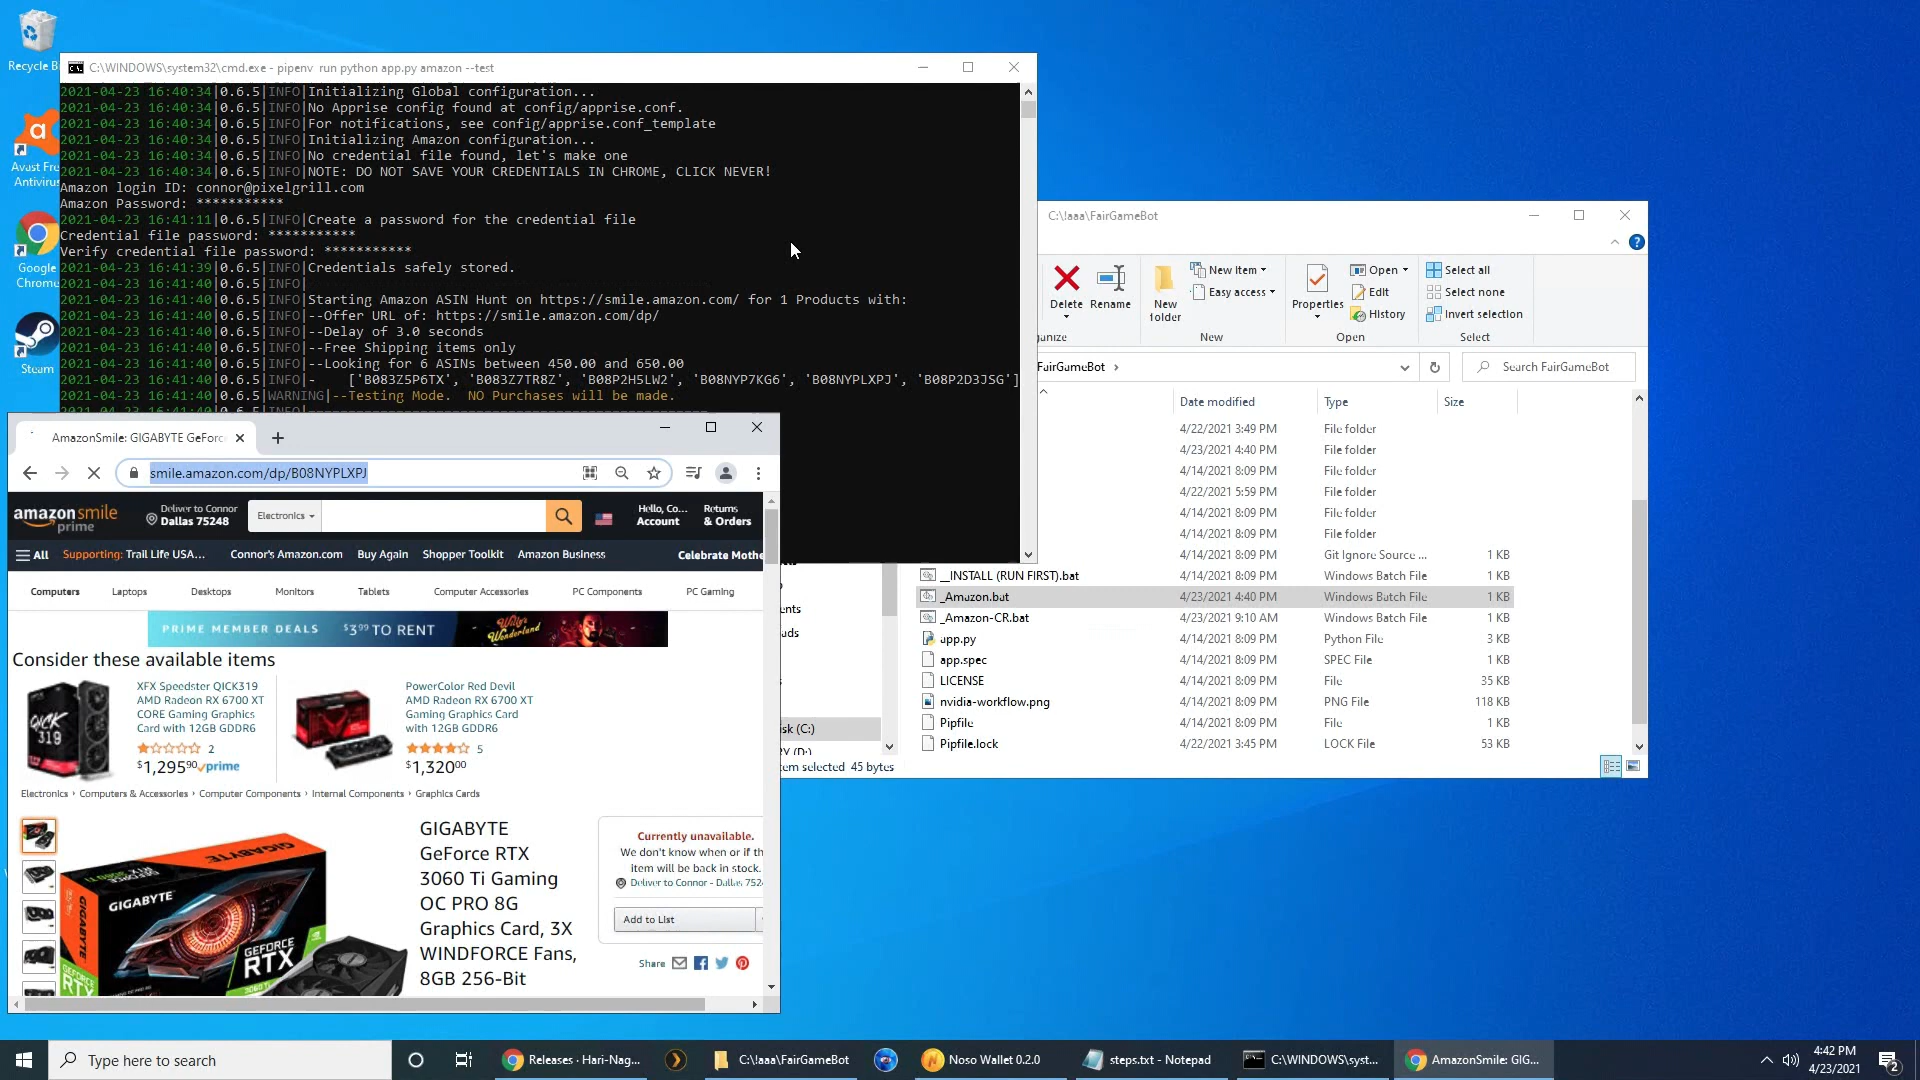 Recycle B
Avast Fre
Antivirus
Google
Chrome
Steam
C:\WINDOWS\system32\cmd.exe - pipenv run python app.py amazon --test
2021-04-23 16:40:34|0.6.5|INFO|Initializing Global configuration...
2021-04-23 16:40:34|0.6.5|INFO|No Apprise config found at config/apprise.conf.
2021-04-23 16:40:34|0.6.5|INFO|For notifications, see config/apprise.conf_template
2021-04-23 16:40:34|0.6.5|INFO|Initializing Amazon configuration...
2021-04-23 16:40:34|0.6.5|INFO|No credential file found, let's make one
2021-04-23 16:40:34|0.6.5|INFO|NOTE: DO NOT SAVE YOUR CREDENTIALS IN CHROME, CLICK NEVER!
Amazon login ID: connor@pixelgrill.com
Amazon Password: ***********
2021-04-23 16:41:11|0.6.5|INFO|Create a password for the credential file
Credential file password: ***********
Verify credential file password: ***********
2021-04-23 16:41:39|0.6.5|INFO|Credentials safely stored.
2021-04-23 16:41:40|0.6.5|INFO|
2021-04-23 16:41:40|0.6.5|INFO|Starting Amazon ASIN Hunt on https://smile.amazon.com/ for 1 Products with:
2021-04-23 16:41:40|0.6.5|INFO|--Offer URL of: https://smile.amazon.com/dp/
2021-04-23 16:41:40|0.6.5|INFO|--Delay of 3.0 seconds
2021-04-23 16:41:40|0.6.5|INFO|--Free Shipping items only
2021-04-23 16:41:40|0.6.5|INFO|--Looking for 6 ASINs between 450.00 and 650.00
2021-04-23 16:41:40|0.6.5|INFO|- ['B083Z5P6TX', 'B083Z7TR8Z', 'B08P2H5LW2', 'B08NYP7KG6', 'B08NYPLXPJ', 'B08P2D3JSG']
2021-04-23 16:41:40|0.6.5|WARNING|--Testing Mode. NO Purchases will be made.
C:\!aaa\FairGameBot
Delete
Rename
New
folder
New item
Easy access
Properties
Open
Edit
History
Select all
Select none
Invert selection
ganize
New
Open
Select
FairGameBot
Search FairGameBot
Date modified Type Size
4/22/2021 3:49 PM File folder
4/23/2021 4:40 PM File folder
4/14/2021 8:09 PM File folder
4/22/2021 5:59 PM File folder
4/14/2021 8:09 PM File folder
4/14/2021 8:09 PM File folder
4/14/2021 8:09 PM Git Ignore Source ... 1 KB
__INSTALL (RUN FIRST).bat 4/14/2021 8:09 PM Windows Batch File 1 KB
_Amazon.bat 4/23/2021 4:40 PM Windows Batch File 1 KB
_Amazon-CR.bat 4/23/2021 9:10 AM Windows Batch File 1 KB
app.py 4/14/2021 8:09 PM Python File 3 KB
app.spec 4/14/2021 8:09 PM SPEC File 1 KB
LICENSE 4/14/2021 8:09 PM File 35 KB
nvidia-workflow.png 4/14/2021 8:09 PM PNG File 118 KB
Pipfile 4/14/2021 8:09 PM File 1 KB
Pipfile.lock 4/22/2021 3:45 PM LOCK File 53 KB
ents
ads
sk (C:)
em selected 45 bytes
AmazonSmile: GIGABYTE GeForc
smile.amazon.com/dp/B08NYPLXPJ
amazon smile
prime
Deliver to Connor
Dallas 75248
Electronics
Hello, Co...
Account
Returns
& Orders
All Supporting: Trail Life USA... Connor's Amazon.com Buy Again Shopper Toolkit Amazon Business Celebrate Mothe
Computers Laptops Desktops Monitors Tablets Computer Accessories PC Components PC Gaming
PRIME MEMBER DEALS $3.99 TO RENT Willy's Wonderland
Consider these available items
QICK
319
XFX Speedster QICK319
AMD Radeon RX 6700 XT
CORE Gaming Graphics
Card with 12GB GDDR6
2
$1,295.90 prime
PowerColor Red Devil
AMD Radeon RX 6700 XT
Gaming Graphics Card
with 12GB GDDR6
5
$1,320.00
Electronics › Computers & Accessories › Computer Components › Internal Components › Graphics Cards
GIGABYTE
GIGABYTE
GIGABYTE
GEFORCE
RTX
GEFORCE
RTX
GIGABYTE
GeForce RTX
3060 Ti Gaming
OC PRO 8G
Graphics Card, 3X
WINDFORCE Fans,
8GB 256-Bit
Currently unavailable.
We don't know when or if th
item will be back in stock.
Deliver to Connor - Dallas 752
Add to List
Share
Type here to search
Releases · Hari-Nag...
C:\!aaa\FairGameBot
Noso Wallet 0.2.0
steps.txt - Notepad
C:\WINDOWS\syst...
AmazonSmile: GIG...
4:42 PM
4/23/2021
2